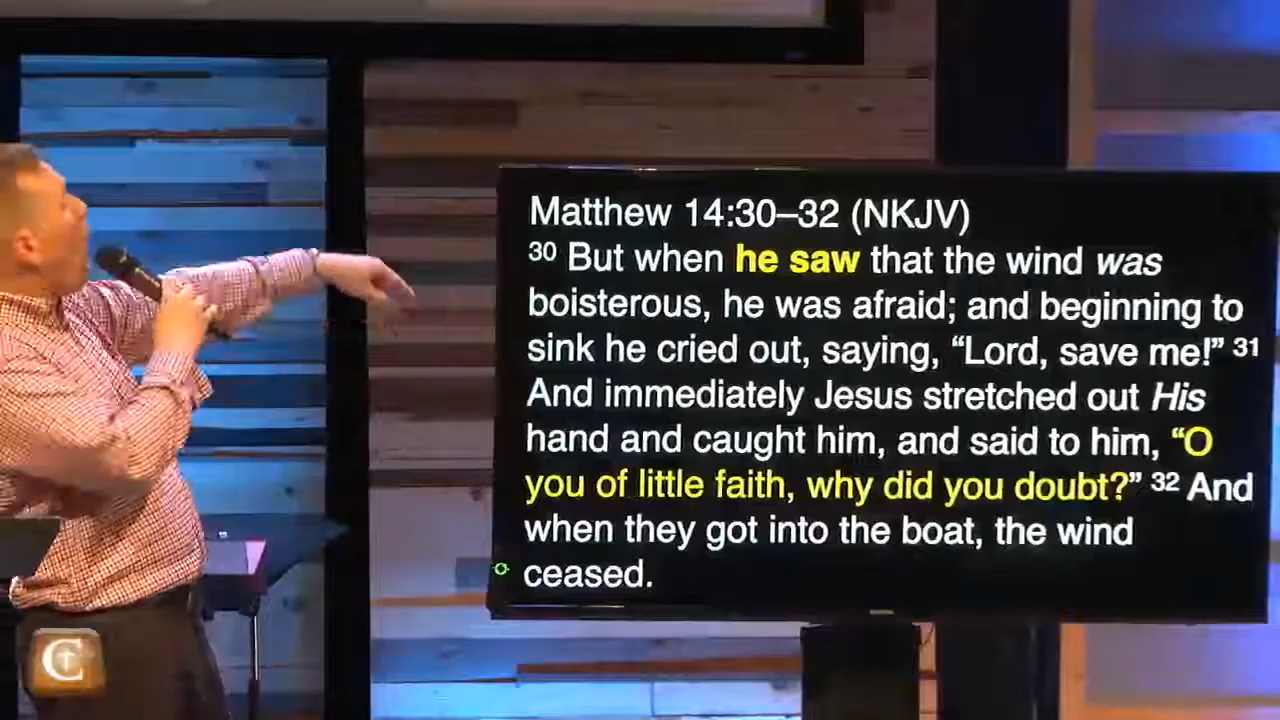 Matthew 14:30–32 (NKJV)
30 But when he saw that the wind was
boisterous, he was afraid; and beginning to
sink he cried out, saying, “Lord, save me!” 31
And immediately Jesus stretched out His
hand and caught him, and said to him, “O
you of little faith, why did you doubt?” 32 And
when they got into the boat, the wind
ceased.
C